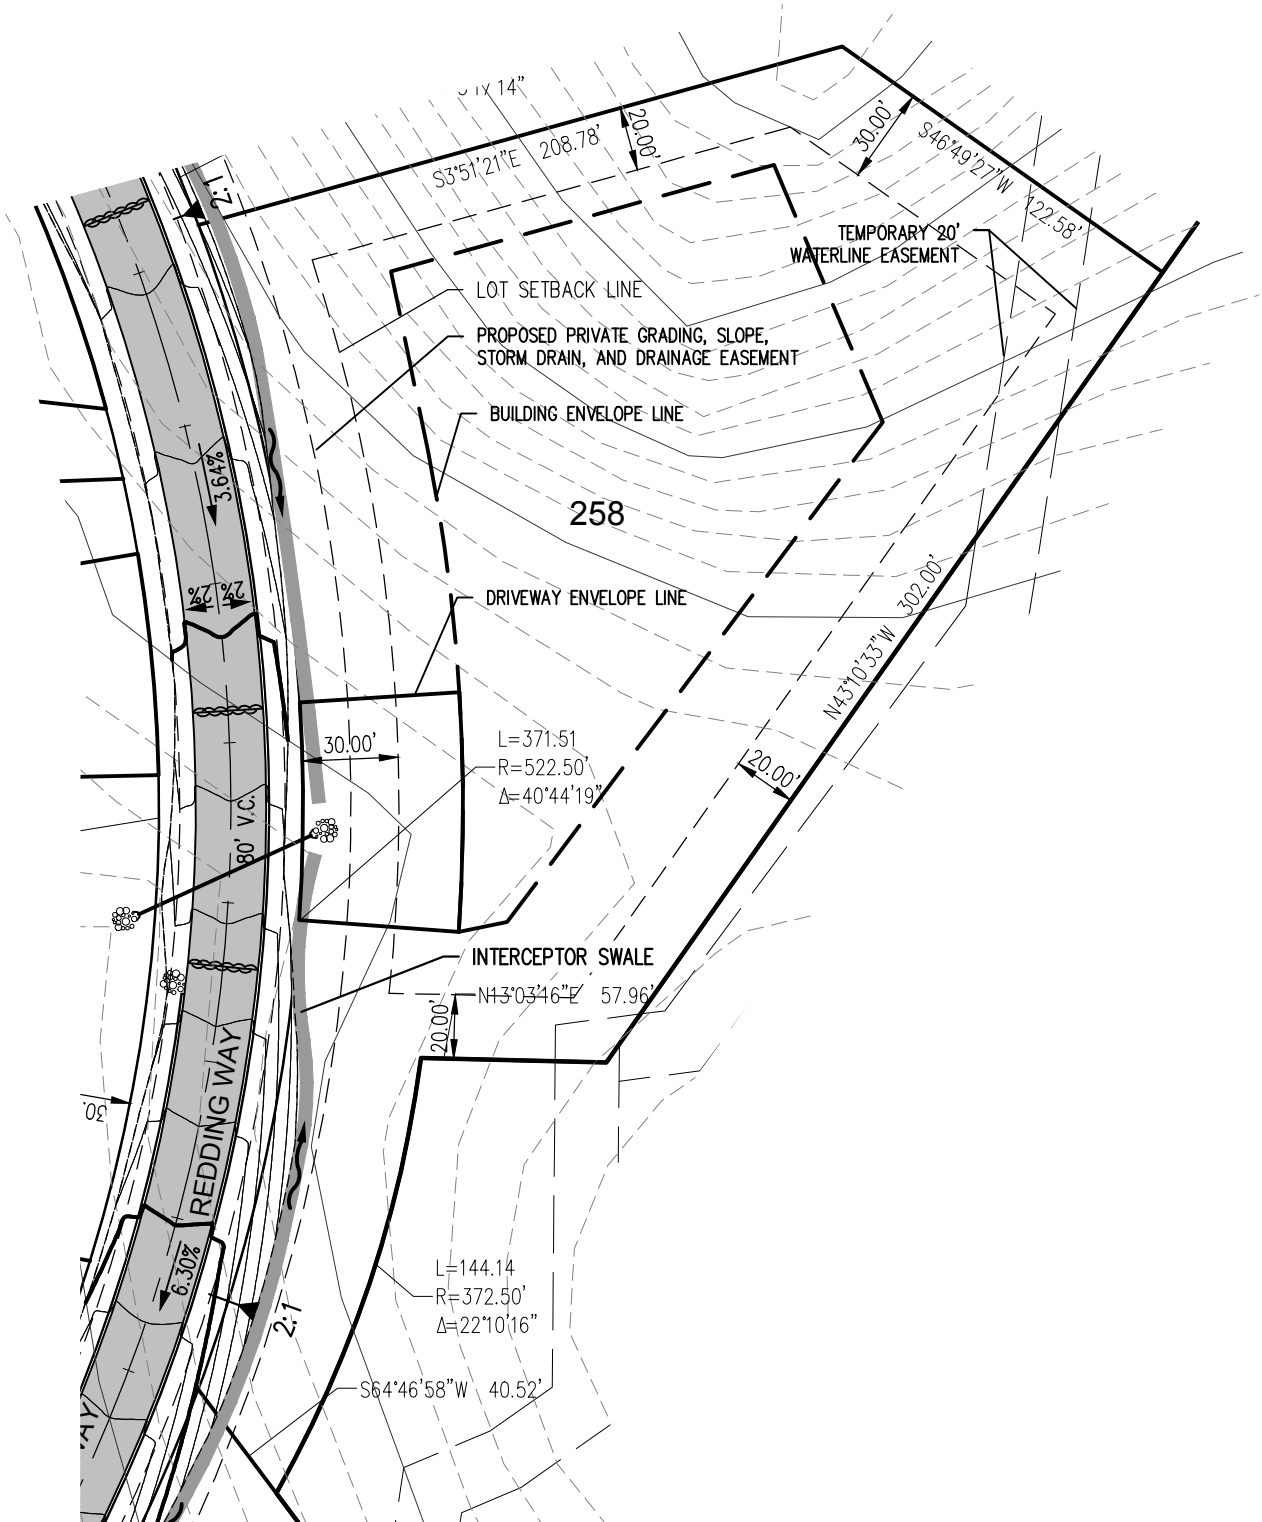 14"
S3°51'21"E 208.78'
20.00'
30.00'
S46°49'27"W 122.58'
2:1
TEMPORARY 20'
WATERLINE EASEMENT
LOT SETBACK LINE
PROPOSED PRIVATE GRADING, SLOPE,
STORM DRAIN, AND DRAINAGE EASEMENT
BUILDING ENVELOPE LINE
3.64%
258
2% 2%
DRIVEWAY ENVELOPE LINE
N43°10'33"W 302.00'
30.00'
L=371.51
R=522.50'
Δ=40°44'19"
20.00'
80' V.C.
INTERCEPTOR SWALE
N13°03'46"E 57.96'
20.00'
REDDING WAY
30.
6.30%
2:1
L=144.14
R=372.50'
Δ=22°10'16"
S64°46'58"W 40.52'